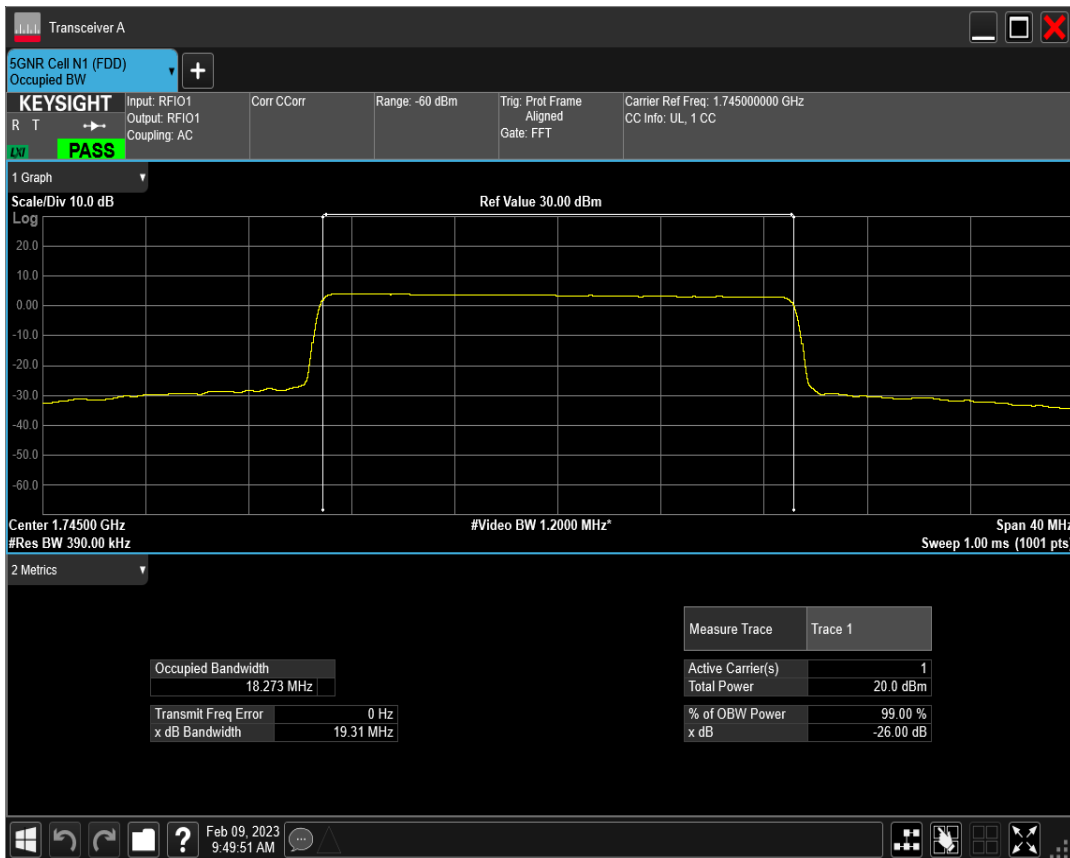 Transceiver A
5GNR Cell N1 (FDD)
Occupied BW
+
KEYSIGHT
R T
LXI
PASS
Input: RFIO1
Output: RFIO1
Coupling: AC
Corr CCorr
Range: -60 dBm
Trig: Prot Frame
Aligned
Gate: FFT
Carrier Ref Freq: 1.745000000 GHz
CC Info: UL, 1 CC
1 Graph
Scale/Div 10.0 dB
Ref Value 30.00 dBm
Log
20.0
10.0
0.00
-10.0
-20.0
-30.0
-40.0
-50.0
-60.0
Center 1.74500 GHz
#Video BW 1.2000 MHz*
Span 40 MHz
#Res BW 390.00 kHz
Sweep 1.00 ms (1001 pts)
2 Metrics
Measure Trace Trace 1
Occupied Bandwidth
18.273 MHz
Active Carrier(s) 1
Total Power 20.0 dBm
Transmit Freq Error 0 Hz
x dB Bandwidth 19.31 MHz
% of OBW Power 99.00 %
x dB -26.00 dB
?
Feb 09, 2023
9:49:51 AM